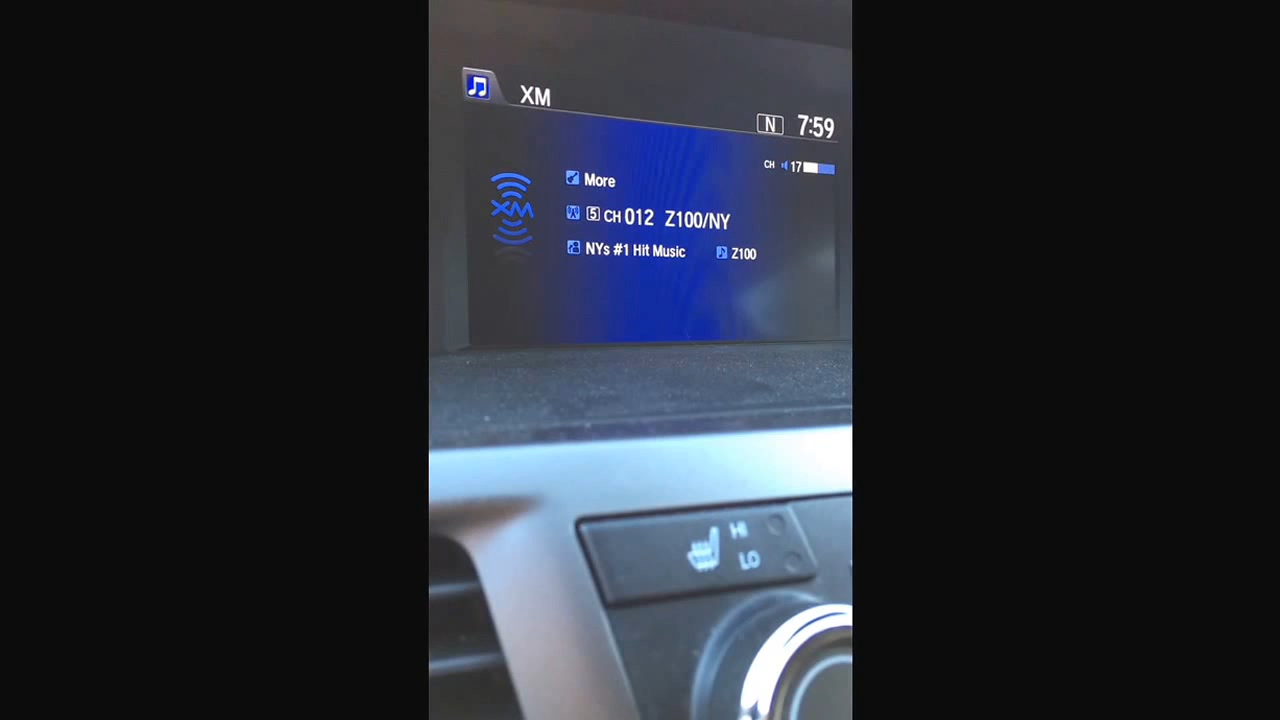 XM
N 7:59
CH 17
More
XM
5 CH 012 Z100/NY
NYs #1 Hit Music Z100
HI
LO